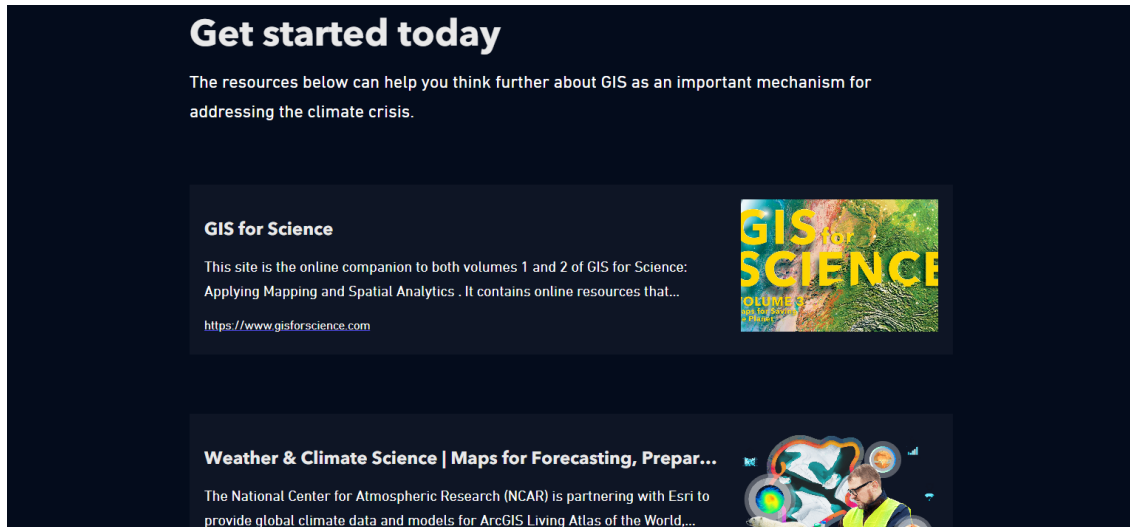 Get started today
The resources below can help you think further about GIS as an important mechanism for
addressing the climate crisis.
GIS for Science
This site is the online companion to both volumes 1 and 2 of GIS for Science:
Applying Mapping and Spatial Analytics . It contains online resources that...
https://www.gisforscience.com
GIS for
SCIENCE
VOLUME 3
aps for Saving
e Planet
Weather & Climate Science | Maps for Forecasting, Prepar...
The National Center for Atmospheric Research (NCAR) is partnering with Esri to
provide global climate data and models for ArcGIS Living Atlas of the World,...